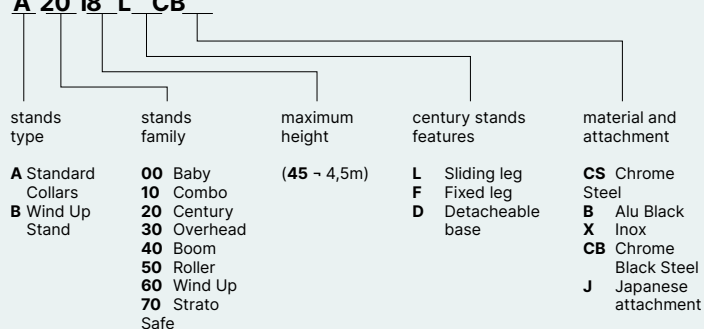 A 20 18 L CB
stands type
A Standard Collars
B Wind Up Stand
stands family
00 Baby
10 Combo
20 Century
30 Overhead
40 Boom
50 Roller
60 Wind Up
70 Strato Safe
maximum height
(45 ¬ 4,5m)
century stands features
L Sliding leg
F Fixed leg
D Detacheable base
material and attachment
CS Chrome Steel
B Alu Black
X Inox
CB Chrome Black Steel
J Japanese attachment